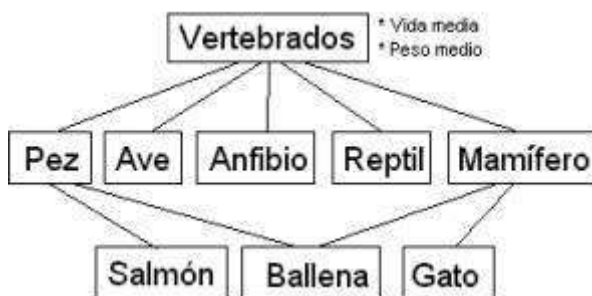 Vertebrados
* Vida media
* Peso medio
Pez Ave Anfibio Reptil Mamífero
Salmón Ballena Gato